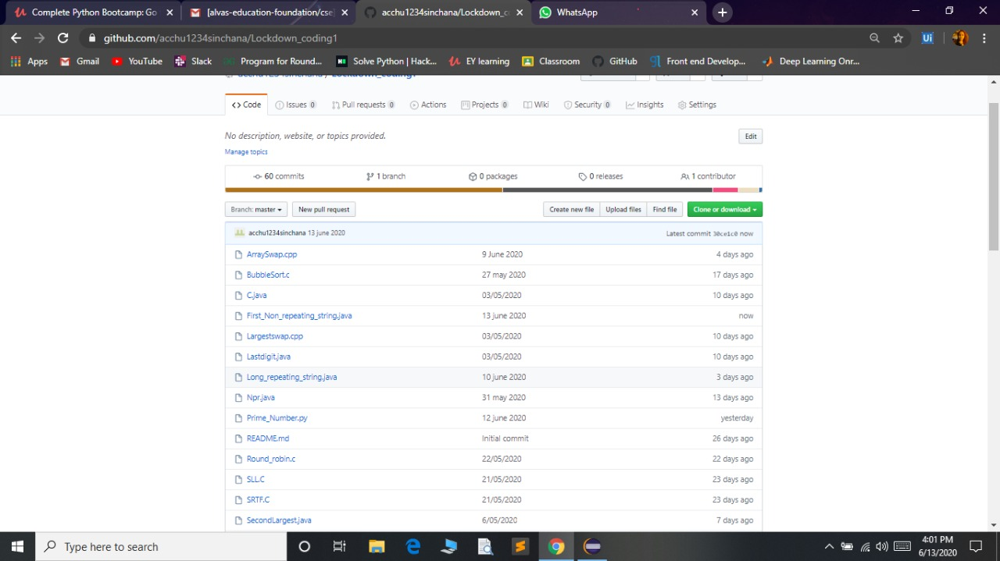 Complete Python Bootcamp: Go
[alvas-education-foundation/cse]
acchu1234sinchana/Lockdown_co
WhatsApp
github.com/acchu1234sinchana/Lockdown_coding1
Ui
Apps Gmail YouTube Slack Program for Round... Solve Python | Hack... EY learning Classroom GitHub Front end Develop... Deep Learning Onr...
acchu1234sinchana / Lockdown_coding1
Code Issues 0 Pull requests 0 Actions Projects 0 Wiki Security 0 Insights Settings
No description, website, or topics provided. Edit
Manage topics
60 commits 1 branch 0 packages 0 releases 1 contributor
Branch: master New pull request Create new file Upload files Find file Clone or download
acchu1234sinchana 13 june 2020 Latest commit 30ce1c0 now
ArraySwap.cpp 9 June 2020 4 days ago
BubbleSort.c 27 may 2020 17 days ago
C.java 03/05/2020 10 days ago
First_Non_repeating_string.java 13 june 2020 now
Largestswap.cpp 03/05/2020 10 days ago
Lastdigit.java 03/05/2020 10 days ago
Long_repeating_string.java 10 june 2020 3 days ago
Npr.java 31 may 2020 13 days ago
Prime_Number.py 12 june 2020 yesterday
README.md Initial commit 26 days ago
Round_robin.c 22/05/2020 22 days ago
SLL.C 21/05/2020 23 days ago
SRTF.C 21/05/2020 23 days ago
SecondLargest.java 6/05/2020 7 days ago
Type here to search
4:01 PM
6/13/2020